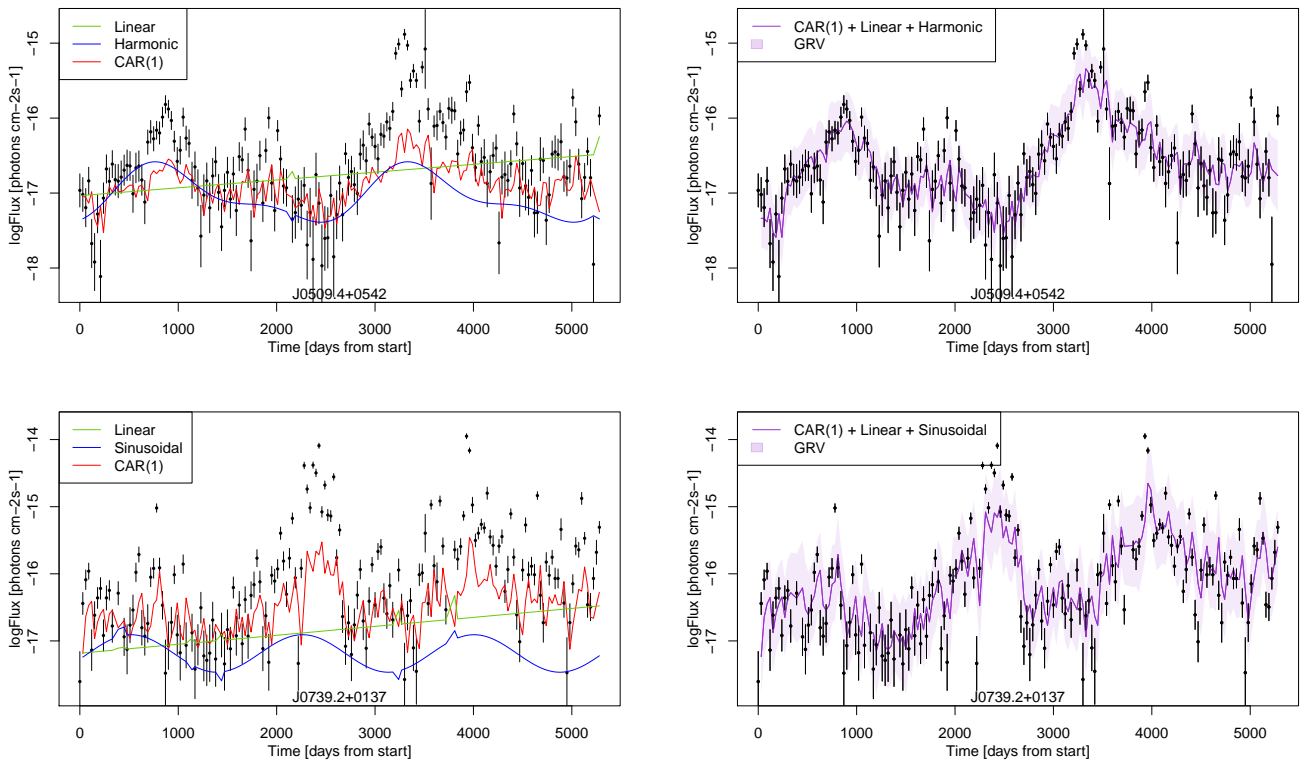 Linear
Harmonic
CAR(1)
-15
-16
-17
-18
logFlux [photons cm-2s-1]
J0509.4+0542
0 1000 2000 3000 4000 5000
Time [days from start]
CAR(1) + Linear + Harmonic
GRV
-15
-16
-17
-18
logFlux [photons cm-2s-1]
J0509.4+0542
0 1000 2000 3000 4000 5000
Time [days from start]
Linear
Sinusoidal
CAR(1)
-14
-15
-16
-17
logFlux [photons cm-2s-1]
J0739.2+0137
0 1000 2000 3000 4000 5000
Time [days from start]
CAR(1) + Linear + Sinusoidal
GRV
-14
-15
-16
-17
logFlux [photons cm-2s-1]
J0739.2+0137
0 1000 2000 3000 4000 5000
Time [days from start]